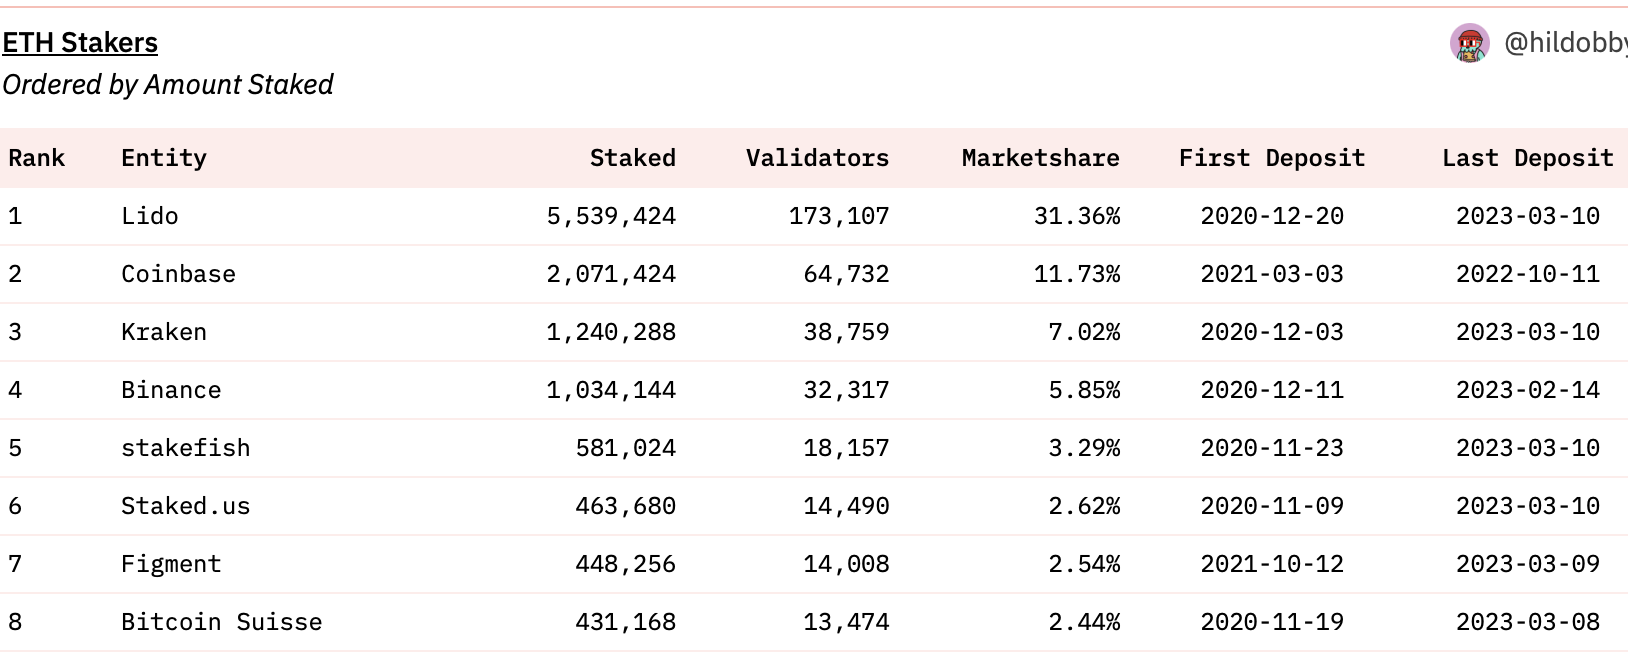 ETH Stakers
@hildobby
Ordered by Amount Staked
Rank Entity Staked Validators Marketshare First Deposit Last Deposit
1 Lido 5,539,424 173,107 31.36% 2020-12-20 2023-03-10
2 Coinbase 2,071,424 64,732 11.73% 2021-03-03 2022-10-11
3 Kraken 1,240,288 38,759 7.02% 2020-12-03 2023-03-10
4 Binance 1,034,144 32,317 5.85% 2020-12-11 2023-02-14
5 stakefish 581,024 18,157 3.29% 2020-11-23 2023-03-10
6 Staked.us 463,680 14,490 2.62% 2020-11-09 2023-03-10
7 Figment 448,256 14,008 2.54% 2021-10-12 2023-03-09
8 Bitcoin Suisse 431,168 13,474 2.44% 2020-11-19 2023-03-08